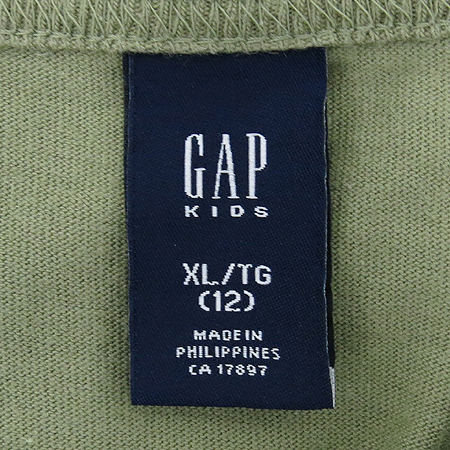 GAP
KIDS
XL/TG
(12)
MADE IN
PHILIPPINES
CA 17897